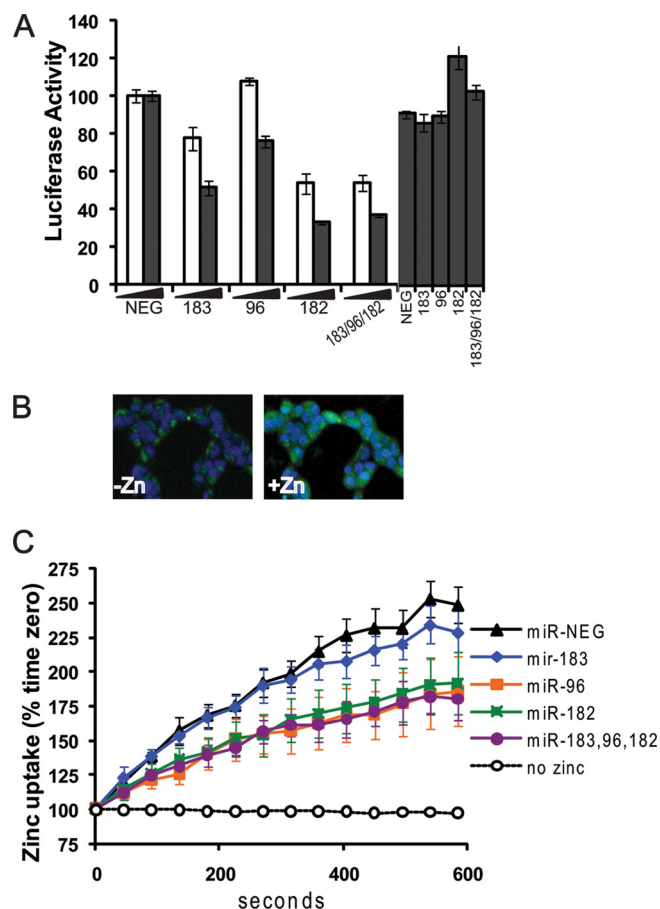 A
Luciferase Activity
140
120
100
80
60
40
20
0
NEG
183
96
182
183/96/182
NEG
183
96
182
183/96/182
B
-Zn
+Zn
C
Zinc uptake (% time zero)
275
250
225
200
175
150
125
100
75
0
200
400
600
seconds
miR-NEG
mir-183
miR-96
miR-182
miR-183,96,182
no zinc